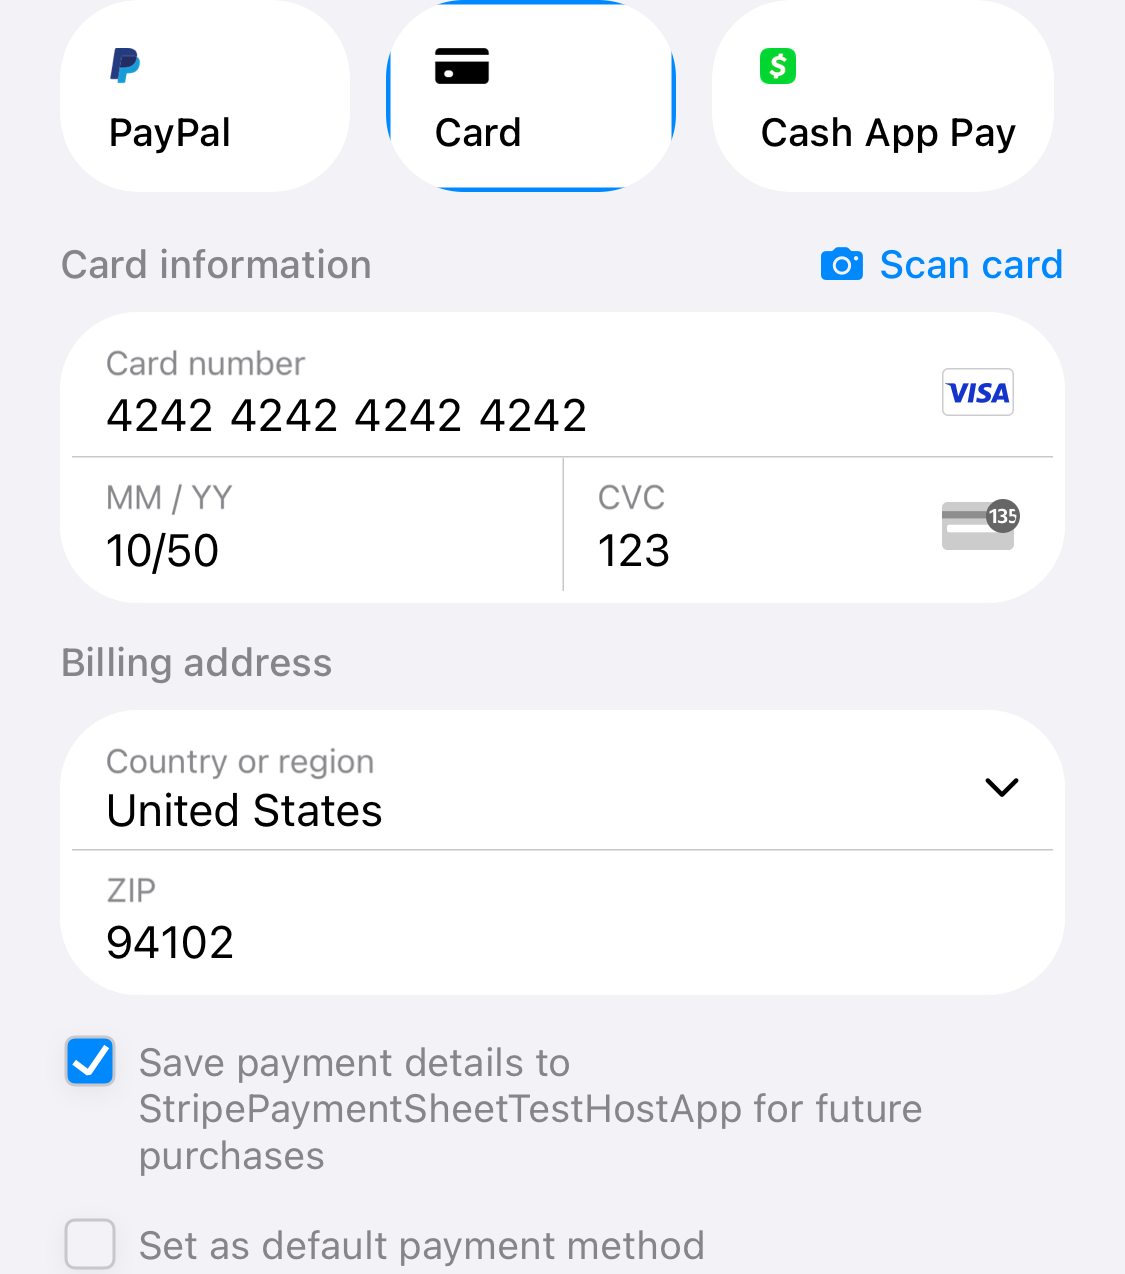 PayPal
Card
Cash App Pay
Card information
Scan card
Card number
4242 4242 4242 4242
VISA
MM / YY
10/50
CVC
123
135
Billing address
Country or region
United States
ZIP
94102
Save payment details to
StripePaymentSheetTestHostApp for future
purchases
Set as default payment method